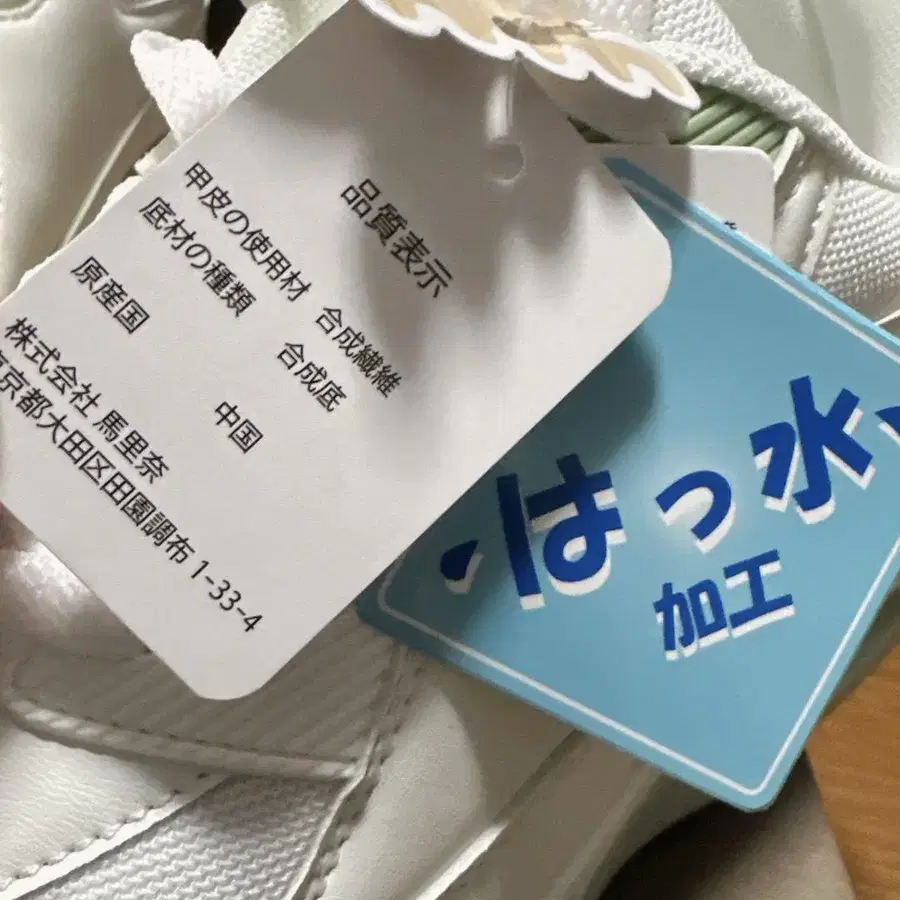 品質表示
甲皮の使用材 合成繊維
底材の種類 合成底
原産国 中国
株式会社 馬里奈
東京都大田区田園調布 1-33-4
はっ水
加工